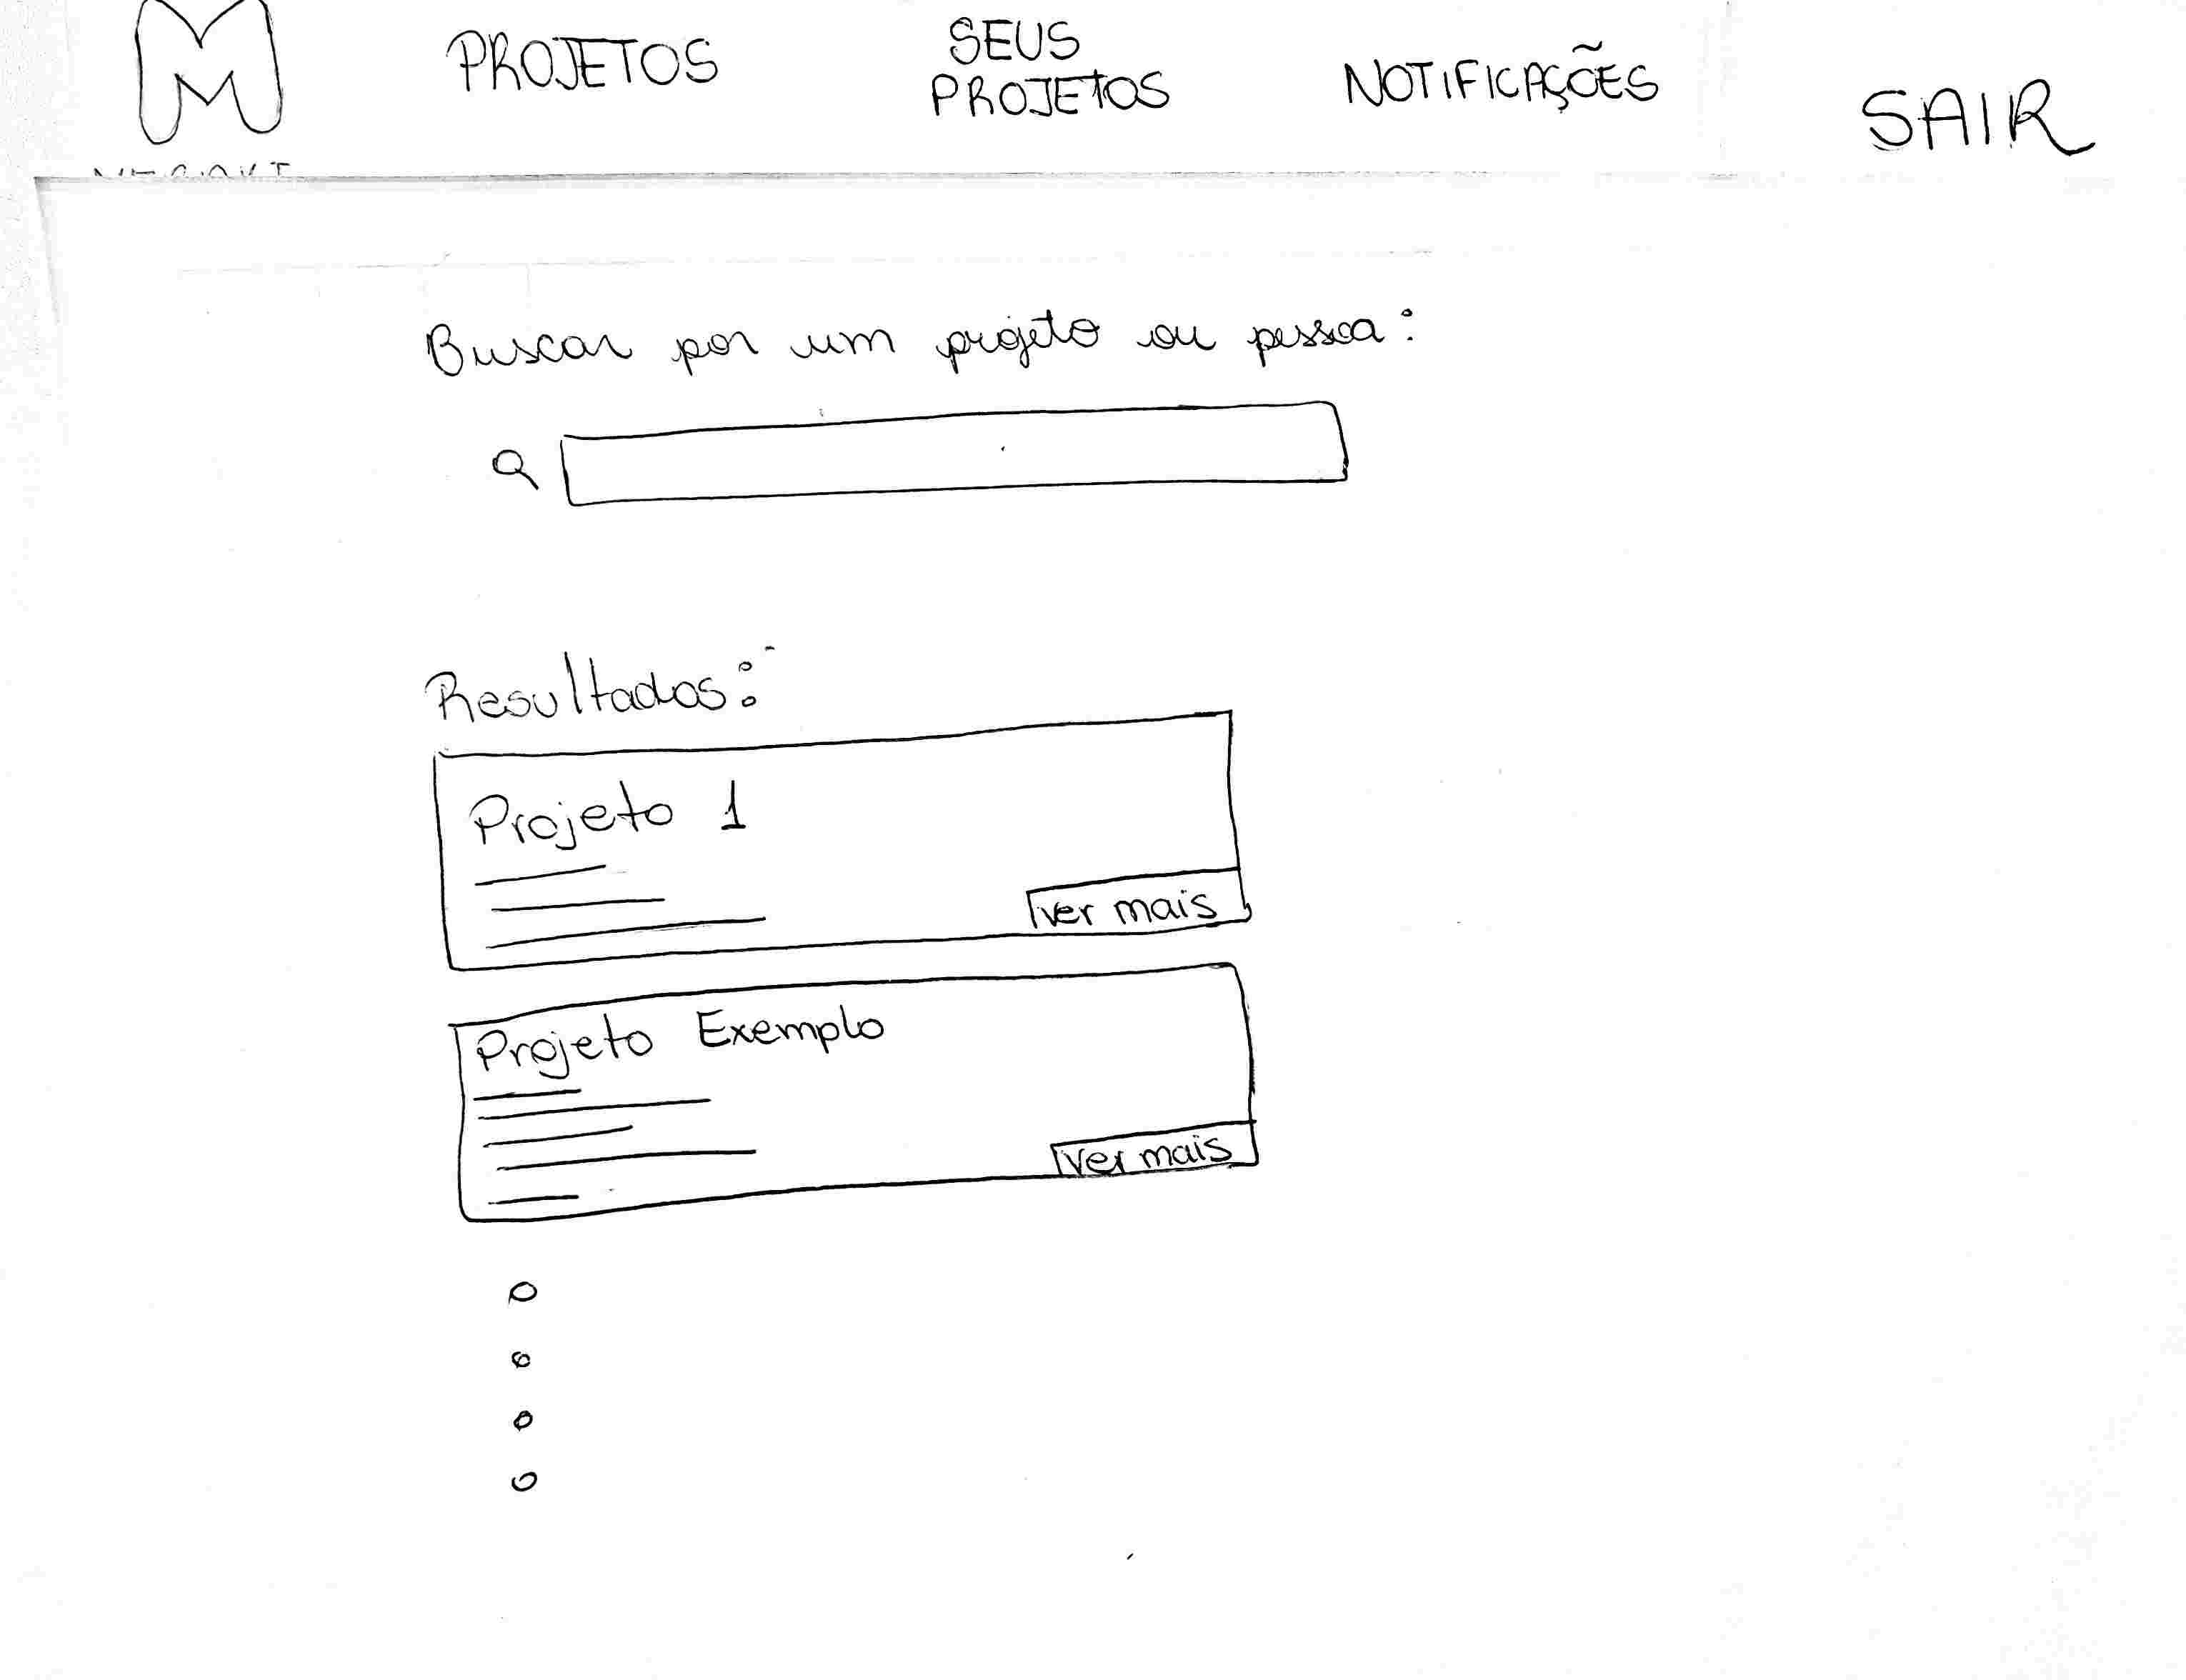 M
PROJETOS
SEUS
PROJETOS
NOTIFICAÇÕES
SAIR
Buscar por um projeto ou pessoa:
Resultados:
Projeto 1
ver mais
Projeto Exemplo
ver mais